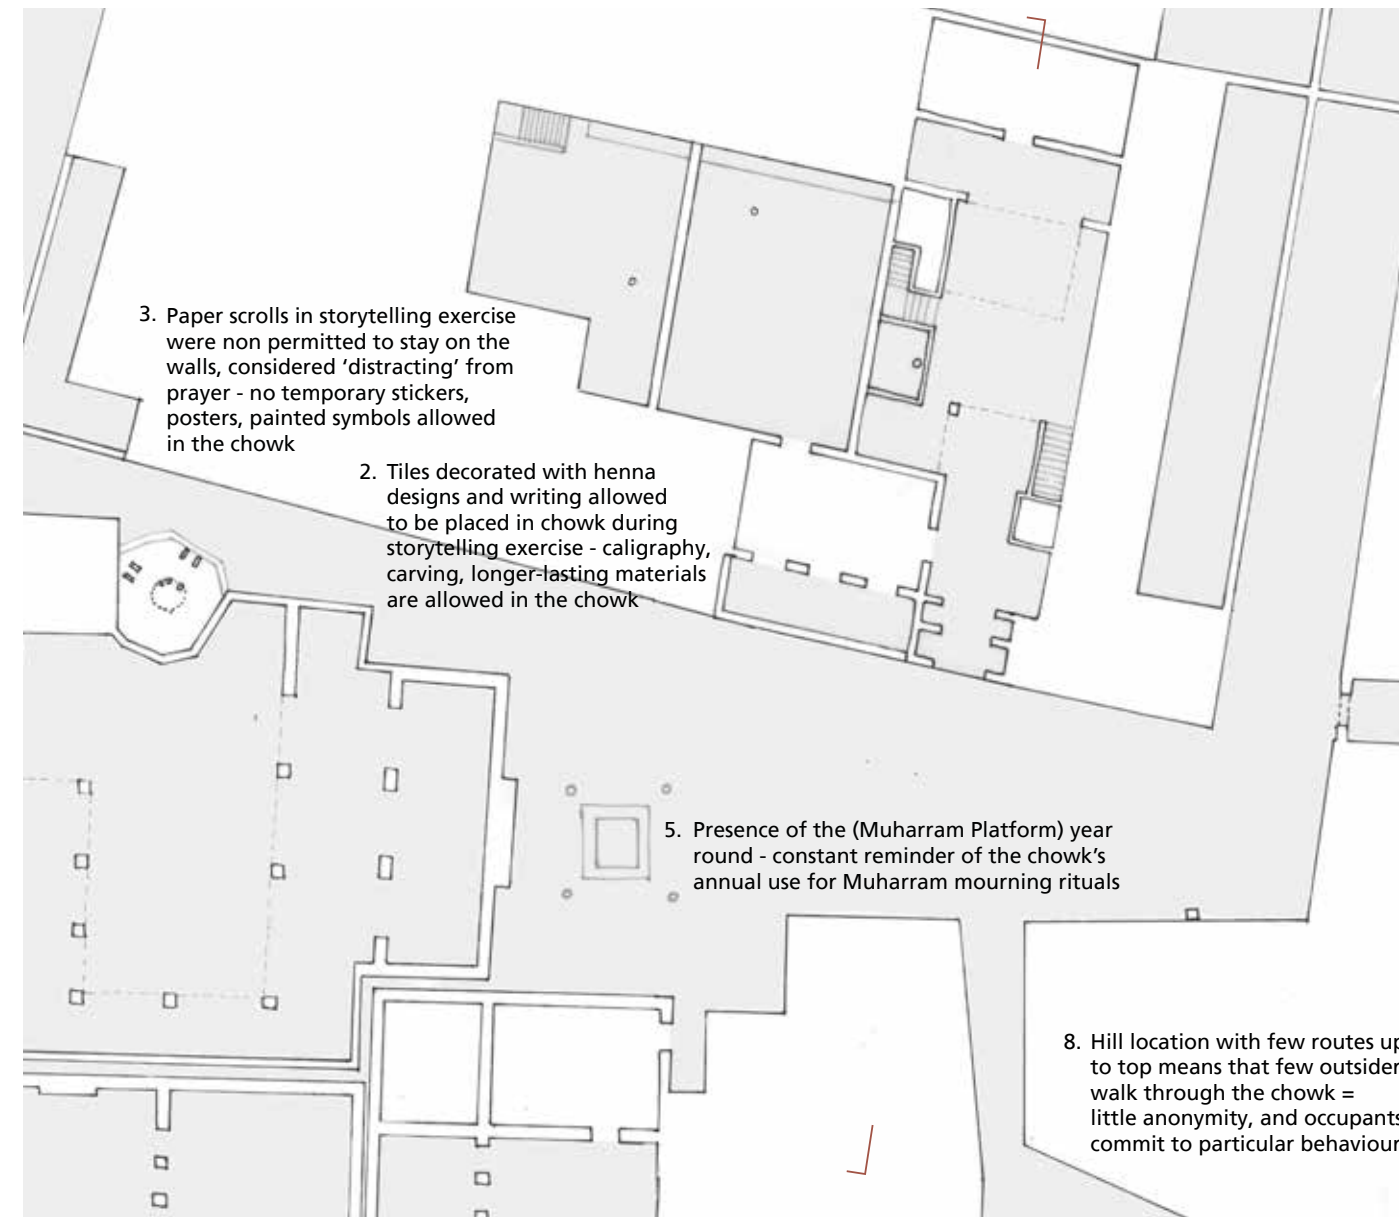 3. Paper scrolls in storytelling exercise
were non permitted to stay on the
walls, considered ‘distracting’ from
prayer - no temporary stickers,
posters, painted symbols allowed
in the chowk
2. Tiles decorated with henna
designs and writing allowed
to be placed in chowk during
storytelling exercise - caligraphy,
carving, longer-lasting materials
are allowed in the chowk
5. Presence of the (Muharram Platform) year
round - constant reminder of the chowk’s
annual use for Muharram mourning rituals
8. Hill location with few routes up
to top means that few outsider
walk through the chowk =
little anonymity, and occupants
commit to particular behaviour